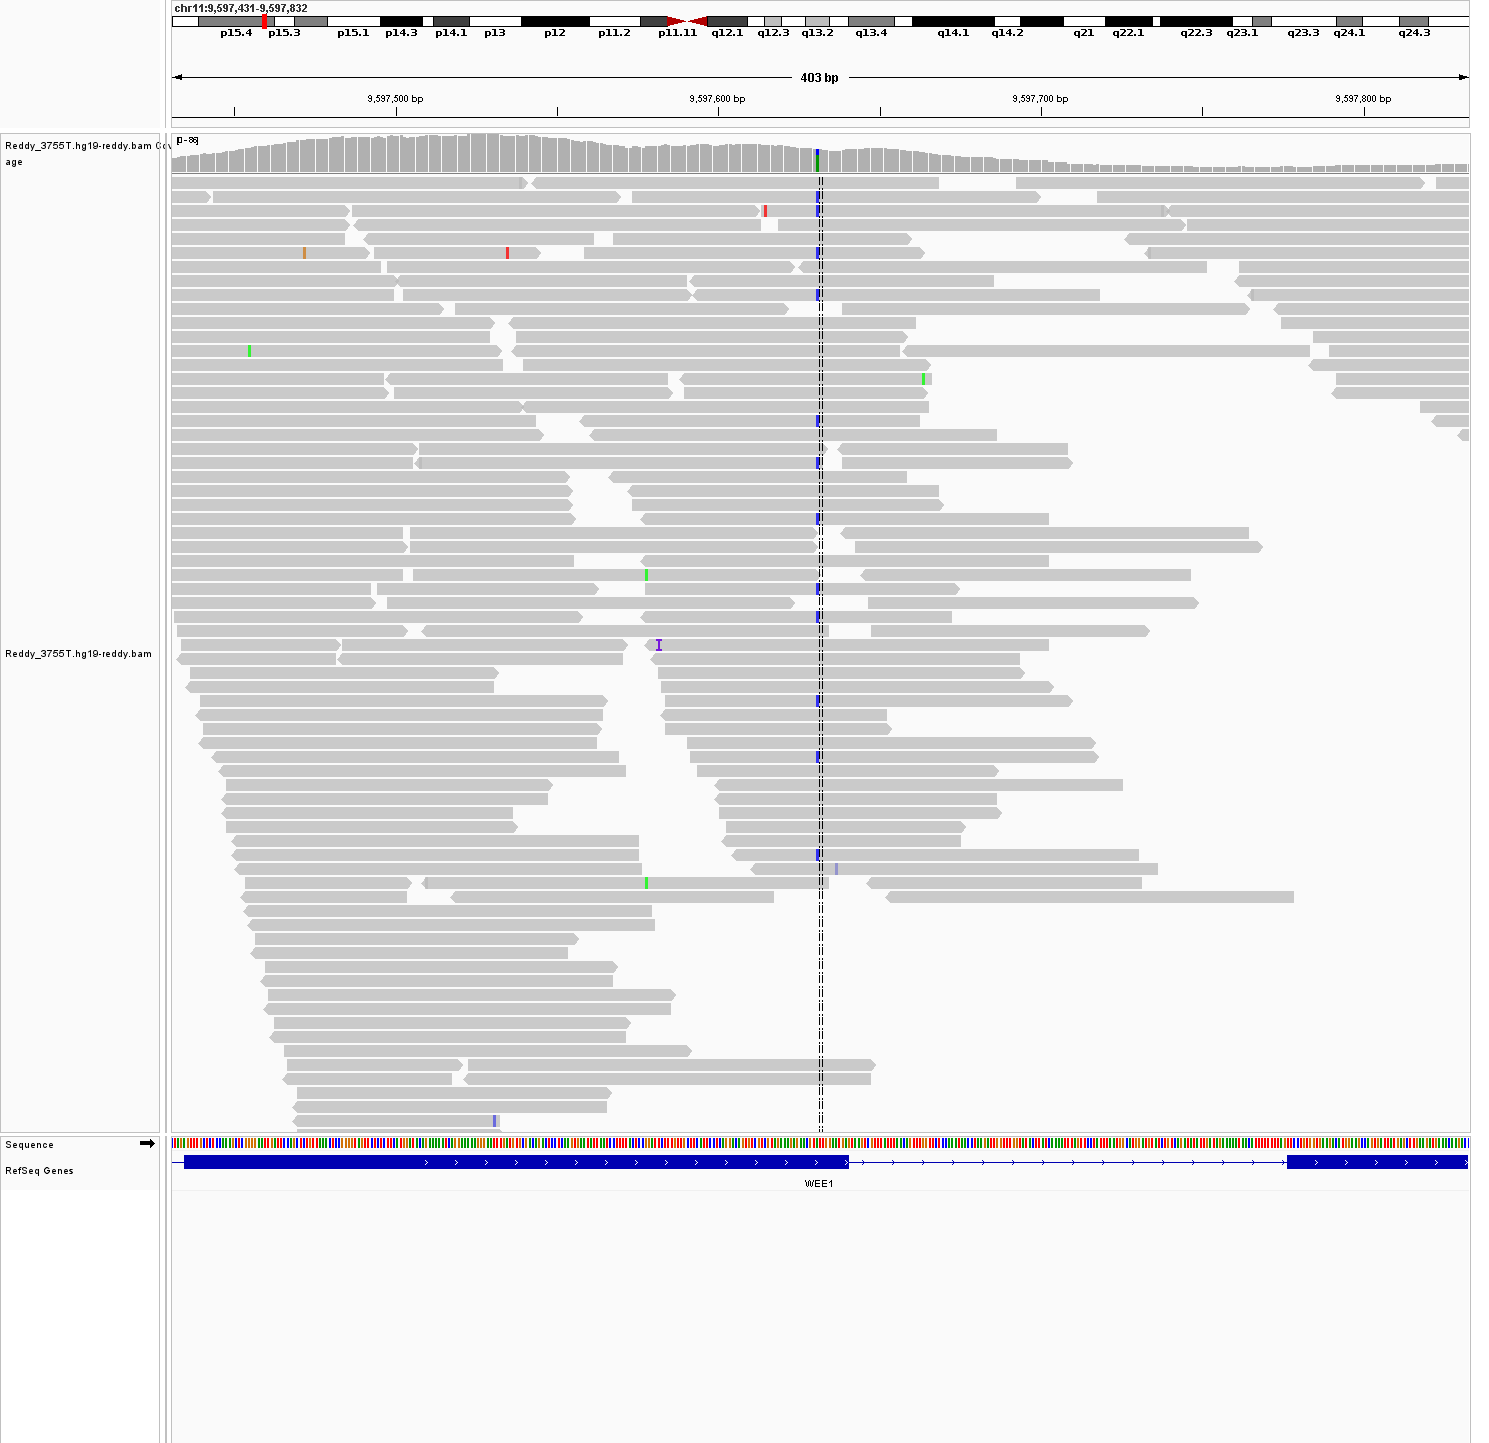 chr11:9,597,431-9,597,832
p15.4 p15.3 p15.1 p14.3 p14.1 p13 p12 p11.2 p11.11 q12.1 q12.3 q13.2 q13.4 q14.1 q14.2 q21 q22.1 q22.3 q23.1 q23.3 q24.1 q24.3
403 bp
9,597,500 bp 9,597,600 bp 9,597,700 bp 9,597,800 bp
Reddy_3755T.hg19-reddy.bam Cov
age
[0-86]
Reddy_3755T.hg19-reddy.bam
Sequence
RefSeq Genes
WEE1